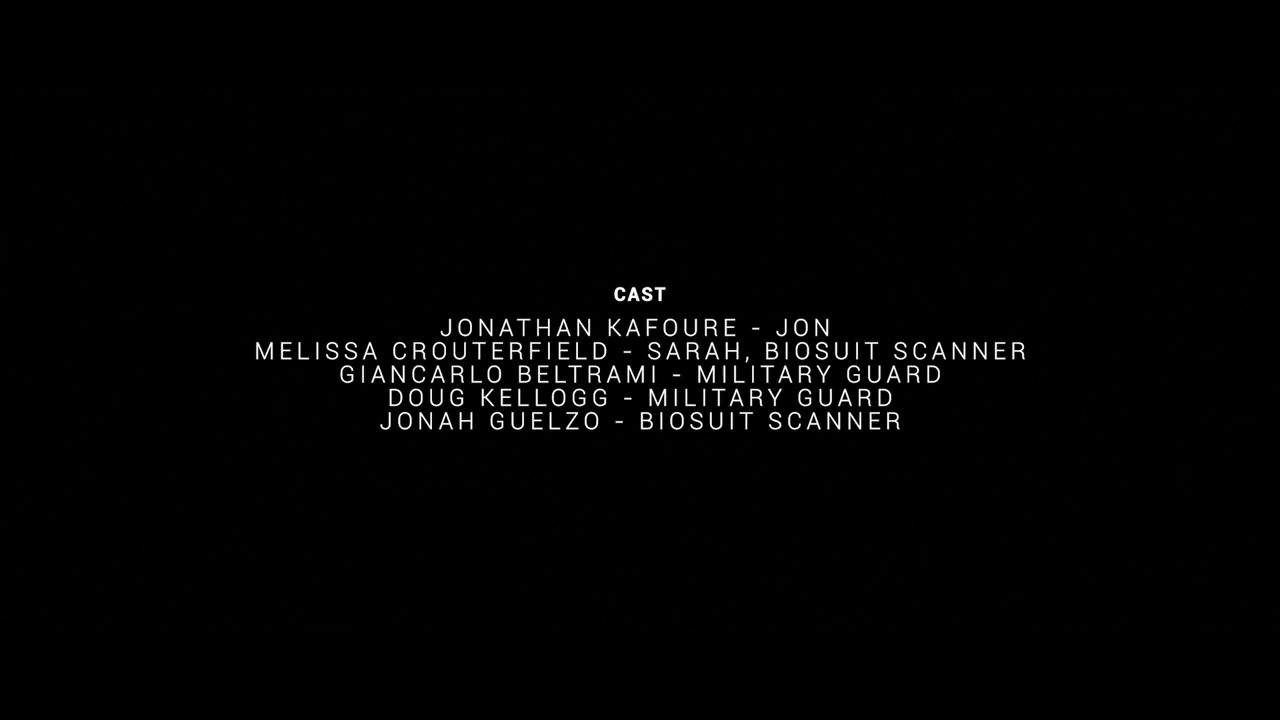 CAST
JONATHAN KAFOURE - JON
MELISSA CROUTERFIELD - SARAH, BIOSUIT SCANNER
GIANCARLO BELTRAMI - MILITARY GUARD
DOUG KELLOGG - MILITARY GUARD
JONAH GUELZO - BIOSUIT SCANNER